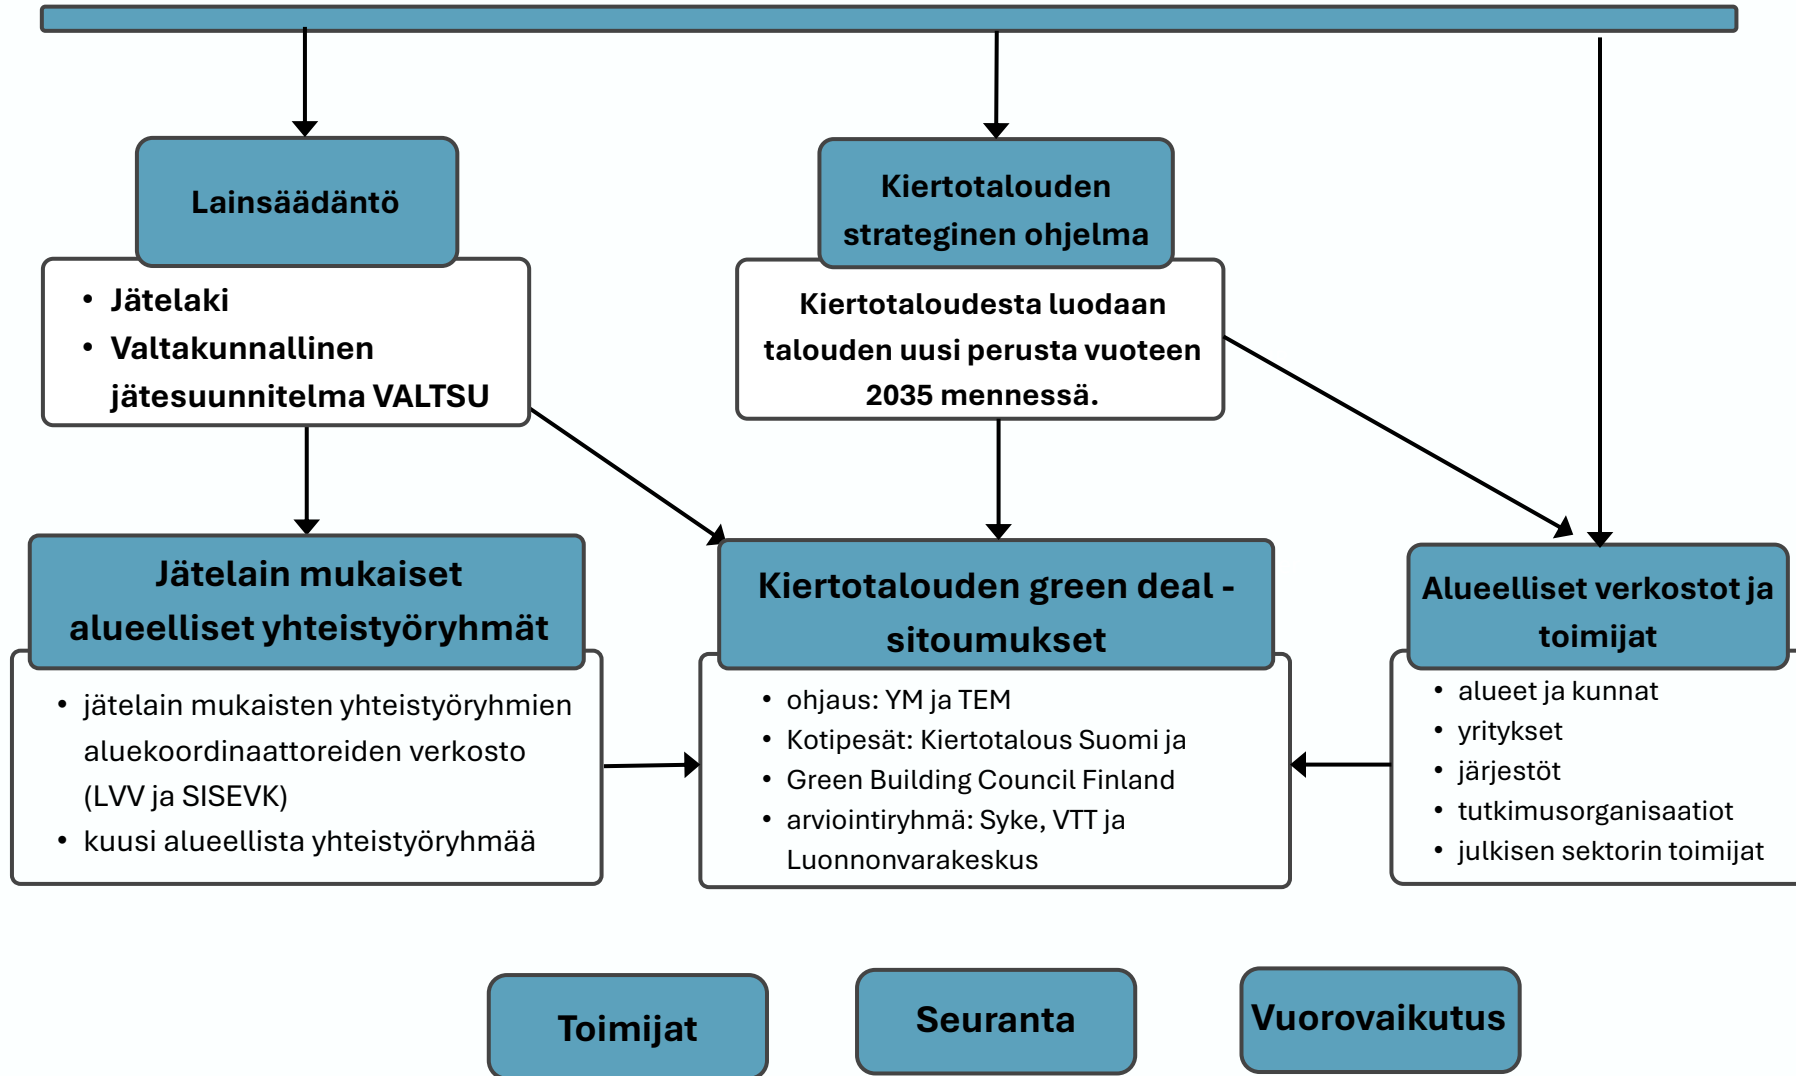 Lainsäädäntö
• Jätelaki
• Valtakunnallinen
jätesuunnitelma VALTSU
Kiertotalouden
strateginen ohjelma
Kiertotaloudesta luodaan
talouden uusi perusta vuoteen
2035 mennessä.
Jätelain mukaiset
alueelliset yhteistyöryhmät
• jätelain mukaisten yhteistyöryhmien
aluekoordinaattoreiden verkosto
(LVV ja SISEVK)
• kuusi alueellista yhteistyöryhmää
Kiertotalouden green deal -
sitoumukset
• ohjaus: YM ja TEM
• Kotipesät: Kiertotalous Suomi ja
• Green Building Council Finland
• arviointiryhmä: Syke, VTT ja
Luonnonvarakeskus
Alueelliset verkostot ja
toimijat
• alueet ja kunnat
• yritykset
• järjestöt
• tutkimusorganisaatiot
• julkisen sektorin toimijat
Toimijat
Seuranta
Vuorovaikutus